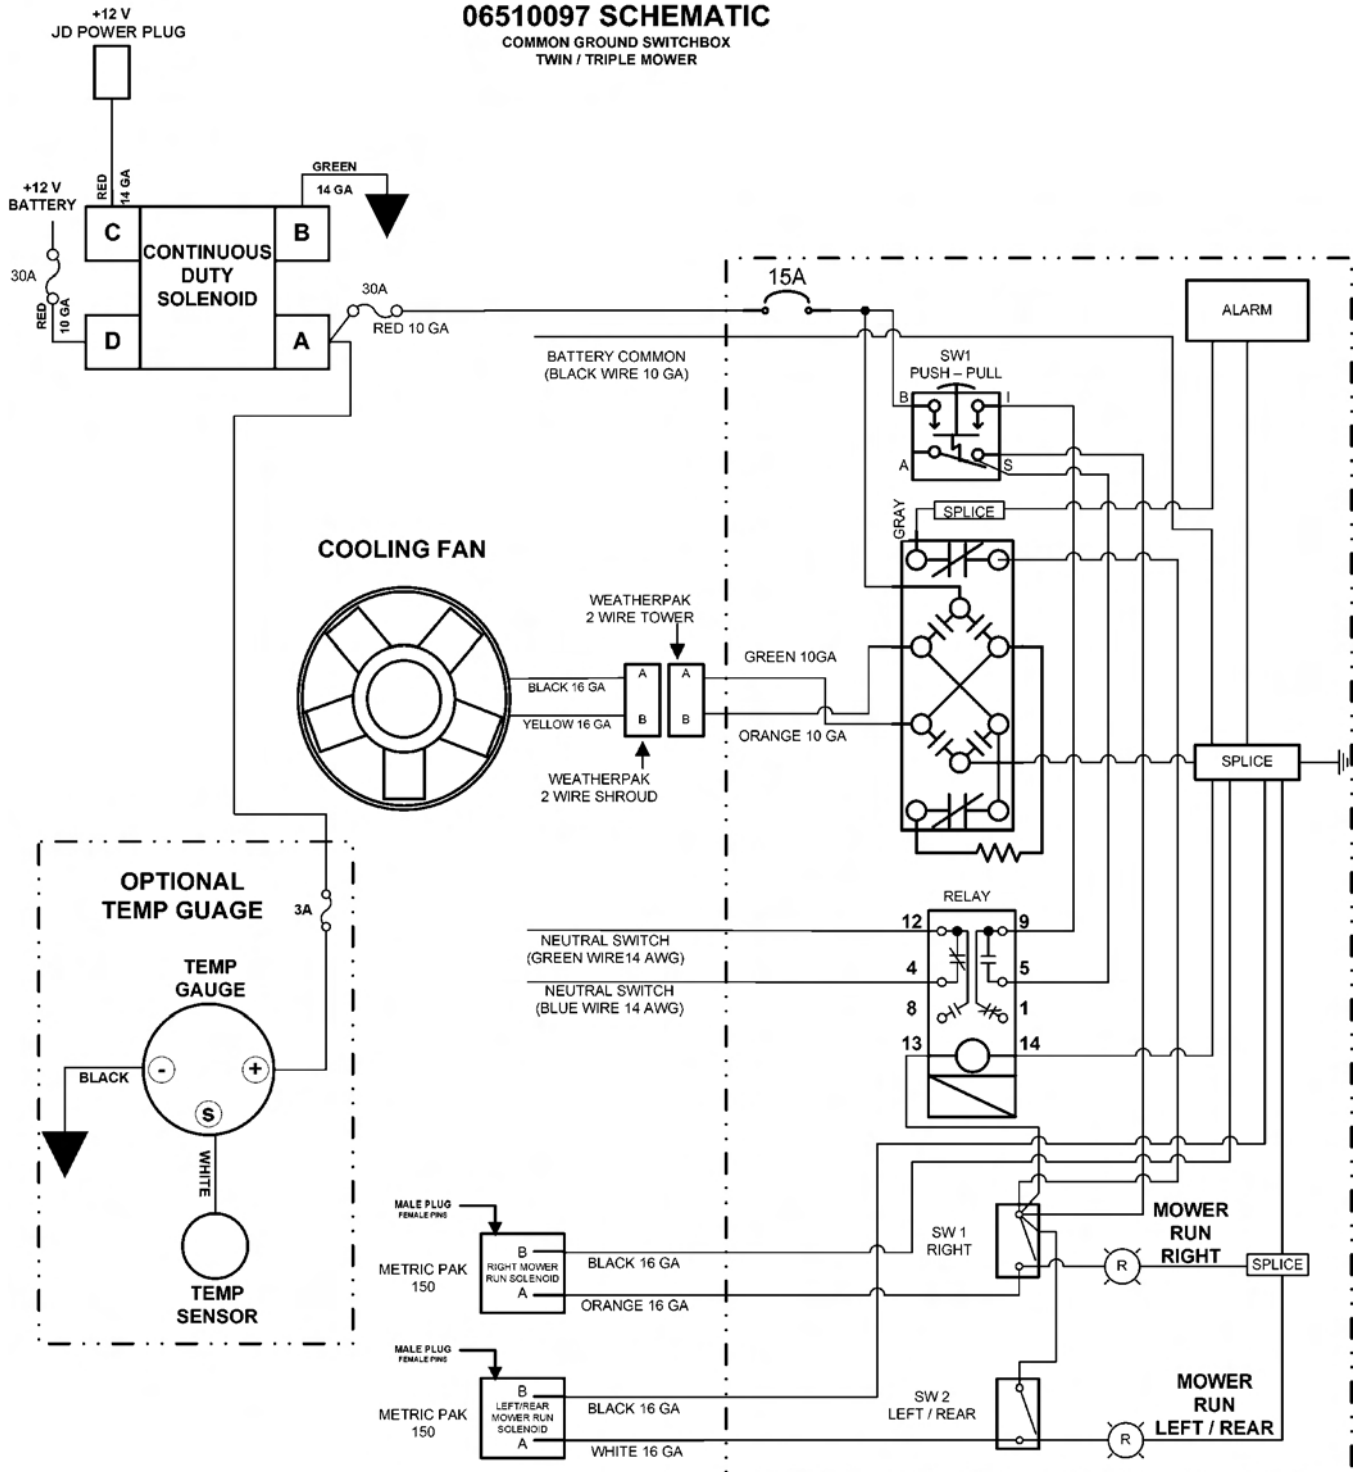 06510097 SCHEMATIC
COMMON GROUND SWITCHBOX
TWIN / TRIPLE MOWER
+12 V
JD POWER PLUG
RED
14 GA
GREEN
14 GA
+12 V
BATTERY
30A
RED
10 GA
C
B
CONTINUOUS
DUTY
SOLENOID
D
A
30A
RED 10 GA
15A
ALARM
BATTERY COMMON
(BLACK WIRE 10 GA)
SW1
PUSH – PULL
B
I
A
S
GRAY
SPLICE
COOLING FAN
WEATHERPAK
2 WIRE TOWER
BLACK 16 GA
YELLOW 16 GA
A
B
A
B
GREEN 10GA
ORANGE 10 GA
WEATHERPAK
2 WIRE SHROUD
SPLICE
OPTIONAL
TEMP GUAGE
3A
TEMP
GAUGE
-
+
S
BLACK
WHITE
TEMP
SENSOR
RELAY
NEUTRAL SWITCH
(GREEN WIRE14 AWG)
NEUTRAL SWITCH
(BLUE WIRE 14 AWG)
12
9
4
5
8
1
13
14
MALE PLUG
FEMALE PINS
METRIC PAK
150
B
RIGHT MOWER
RUN SOLENOID
A
BLACK 16 GA
ORANGE 16 GA
SW 1
RIGHT
MOWER
RUN
RIGHT
R
SPLICE
MALE PLUG
FEMALE PINS
METRIC PAK
150
B
LEFT/REAR
MOWER RUN
SOLENOID
A
BLACK 16 GA
WHITE 16 GA
SW 2
LEFT / REAR
MOWER
RUN
LEFT / REAR
R